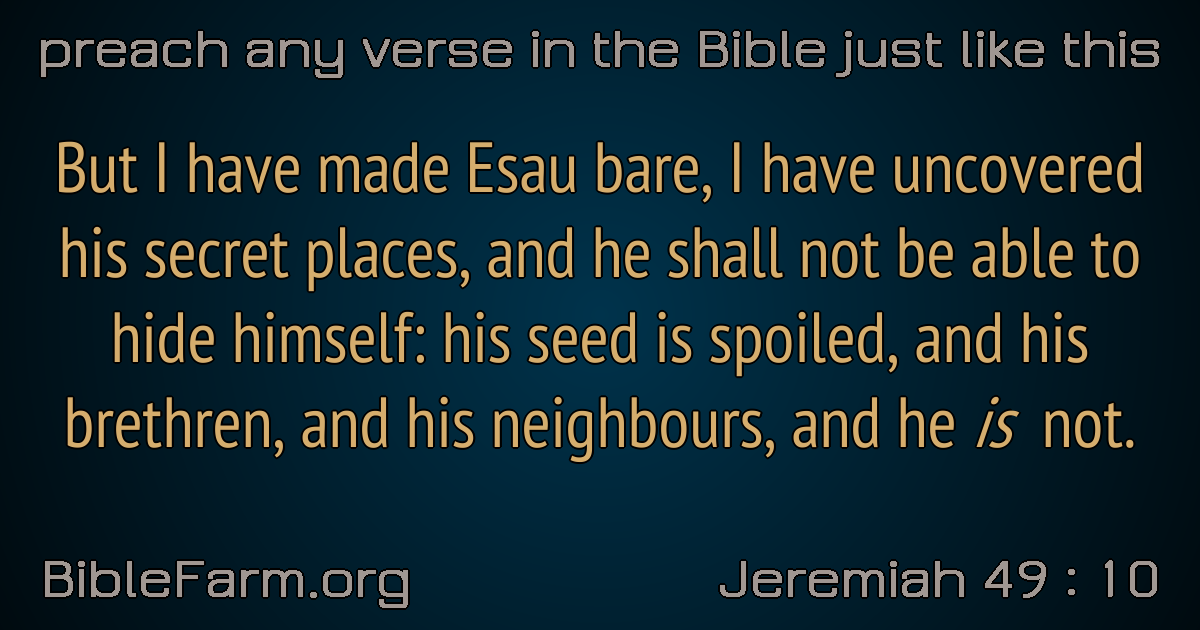 preach any verse in the Bible just like this
But I have made Esau bare, I have uncovered
his secret places, and he shall not be able to
hide himself: his seed is spoiled, and his
brethren, and his neighbours, and he is not.
BibleFarm.org
Jeremiah 49 : 10